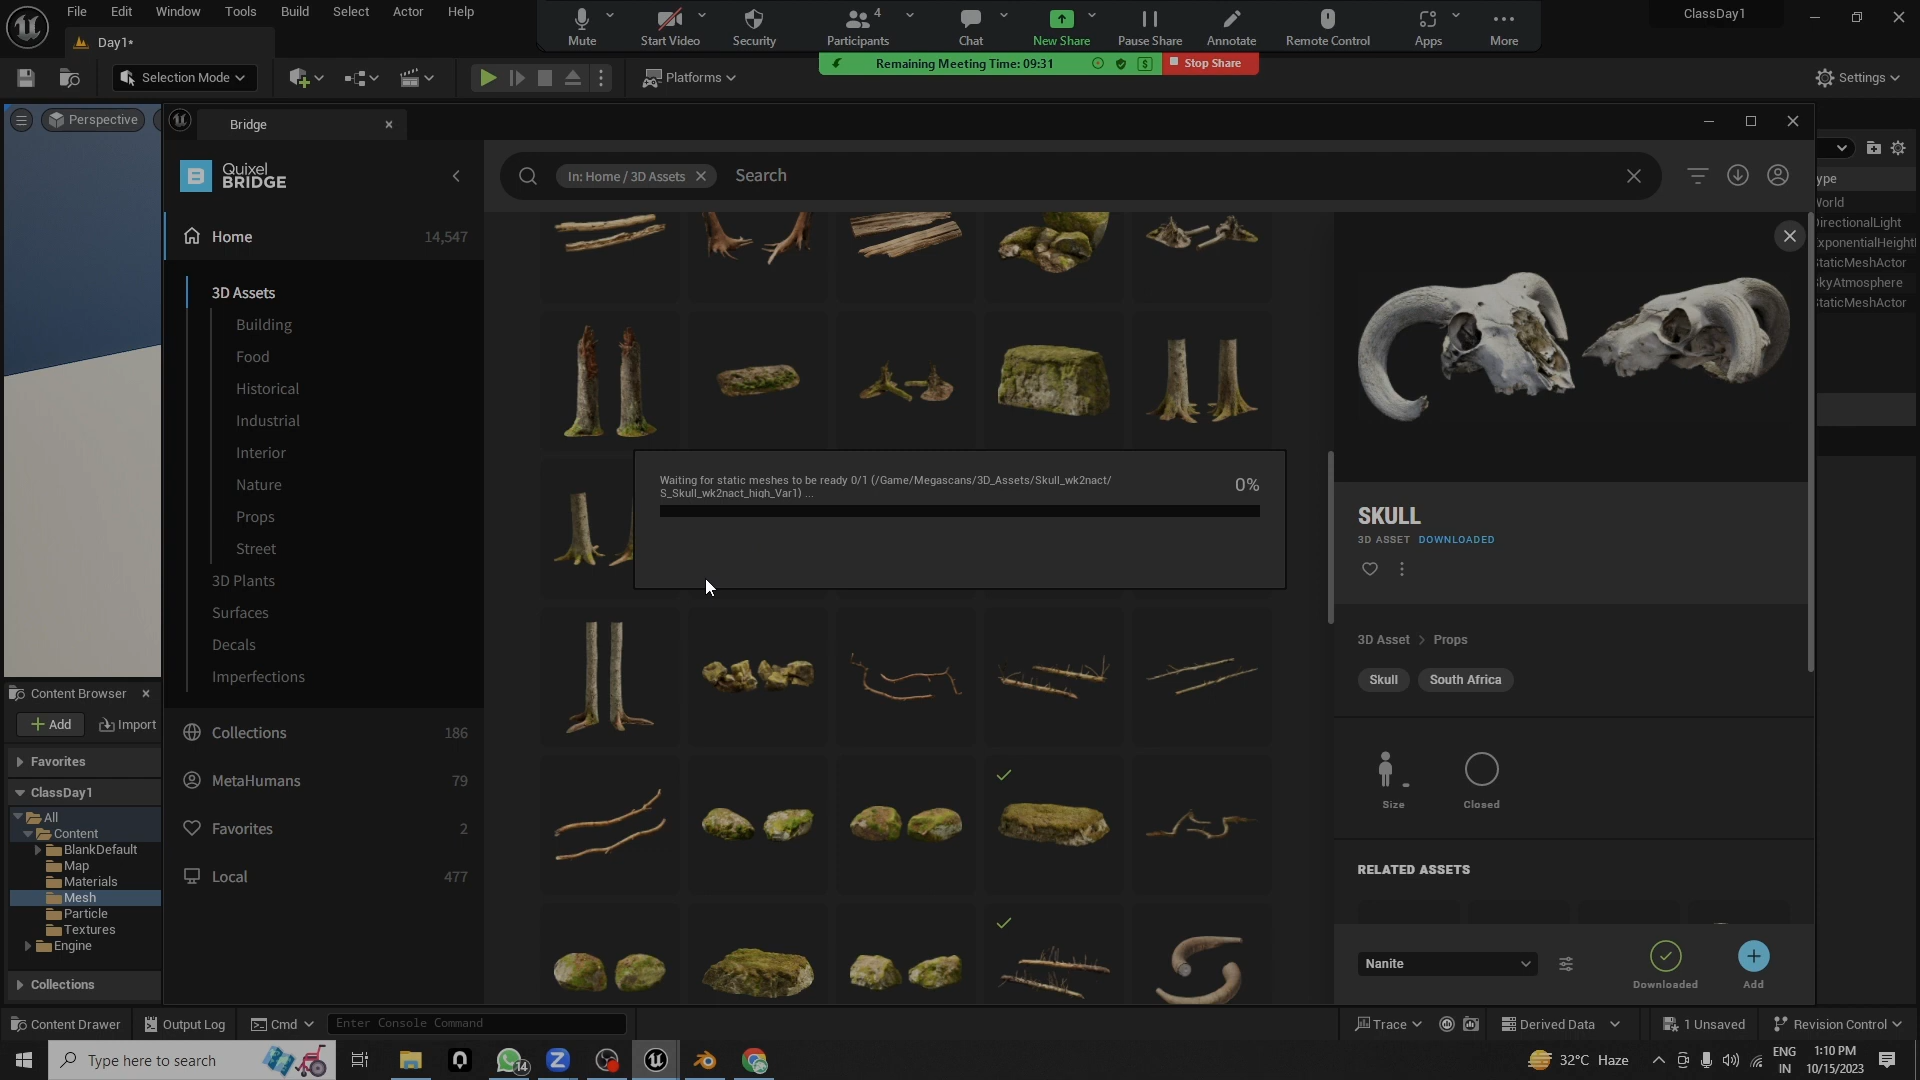 File Edit Window Tools Build Select Actor Help
Day1*
Mute
Start Video
Security
4
Participants
Chat
New Share
Pause Share
Annotate
Remote Control
Apps
More
Remaining Meeting Time: 09:31
Stop Share
ClassDay1
Selection Mode
Platforms
Settings
Perspective
Bridge
Quixel
BRIDGE
In: Home / 3D Assets
Search
Home 14,547
3D Assets
Building
Food
Historical
Industrial
Interior
Nature
Props
Street
3D Plants
Surfaces
Decals
Imperfections
Collections 186
MetaHumans 79
Favorites 2
Local 477
Waiting for static meshes to be ready 0/1 (/Game/Megascans/3D_Assets/Skull_wk2nact/
S_Skull_wk2nact_high_Var1) ...
0%
SKULL
3D ASSET DOWNLOADED
3D Asset > Props
Skull
South Africa
Size
Closed
RELATED ASSETS
Nanite
Downloaded
Add
ype
World
DirectionalLight
ExponentialHeight
StaticMeshActor
SkyAtmosphere
StaticMeshActor
Content Browser
Add
Import
Favorites
ClassDay1
All
Content
BlankDefault
Map
Materials
Mesh
Particle
Textures
Engine
Collections
Content Drawer
Output Log
Cmd
Enter Console Command
Trace
Derived Data
1 Unsaved
Revision Control
Type here to search
14
32°C Haze
ENG
IN
1:10 PM
10/15/2023